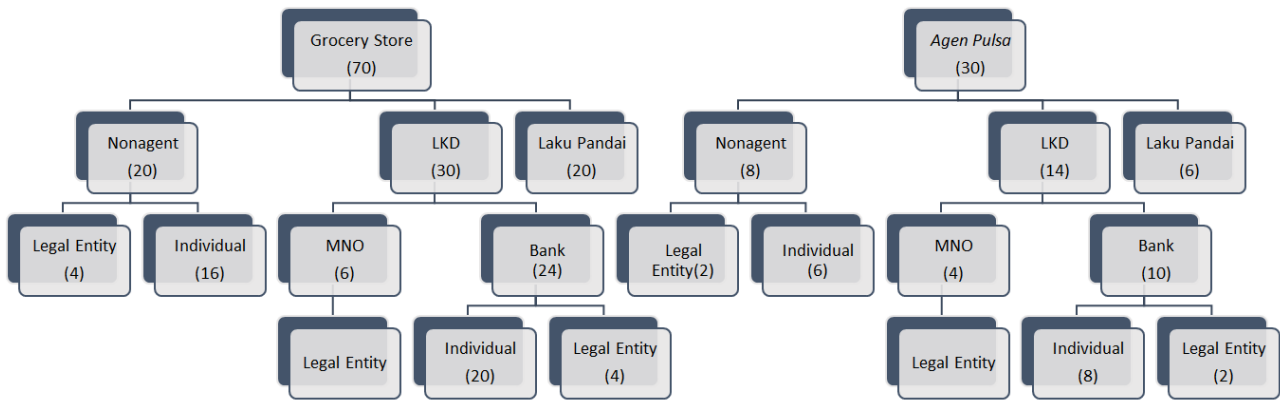 Grocery Store
(70)
Agen Pulsa
(30)
Nonagent
(20)
LKD
(30)
Laku Pandai
(20)
Nonagent
(8)
LKD
(14)
Laku Pandai
(6)
Legal Entity
(4)
Individual
(16)
MNO
(6)
Bank
(24)
Legal
Entity(2)
Individual
(6)
MNO
(4)
Bank
(10)
Legal Entity
Individual
(20)
Legal Entity
(4)
Legal Entity
Individual
(8)
Legal Entity
(2)